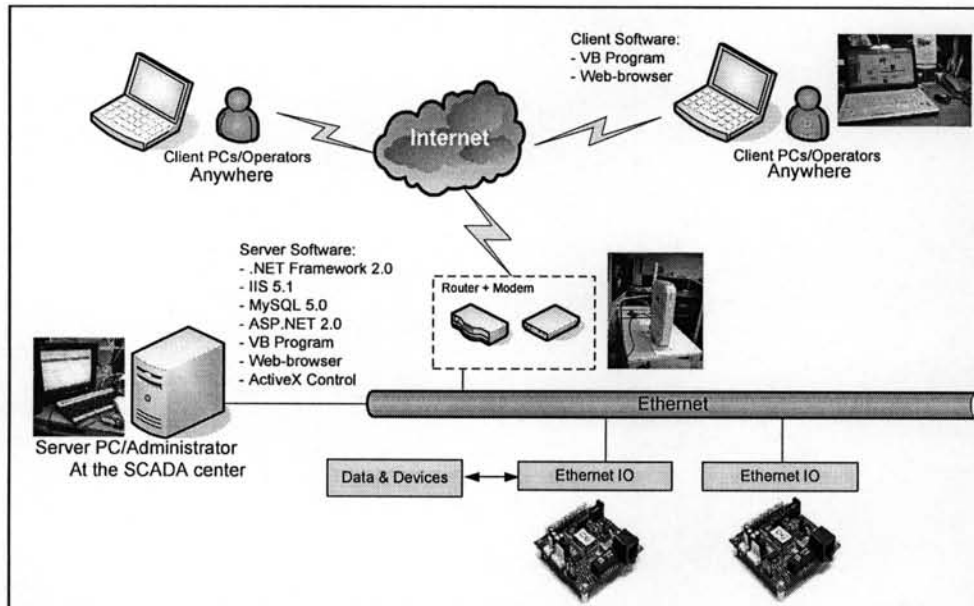 Client Software:
- VB Program
- Web-browser
Internet
Client PCs/Operators
Anywhere
Client PCs/Operators
Anywhere
Server Software:
- .NET Framework 2.0
- IIS 5.1
- MySQL 5.0
- ASP.NET 2.0
- VB Program
- Web-browser
- ActiveX Control
Router + Modem
Ethernet
Server PC/Administrator
At the SCADA center
Data & Devices
Ethernet IO
Ethernet IO